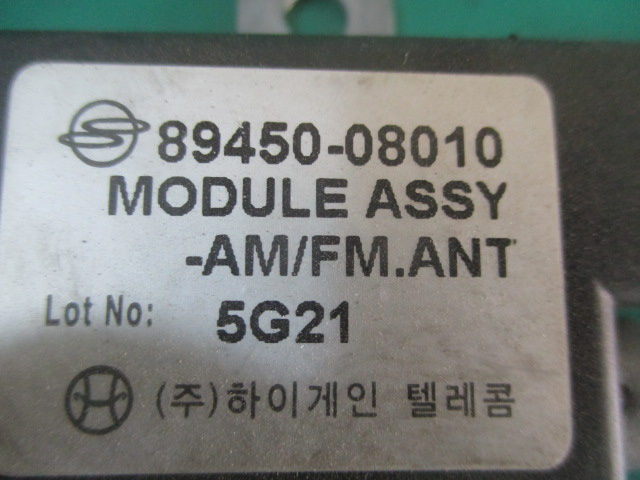 89450-08010
MODULE ASSY
-AM/FM.ANT
Lot No: 5G21
(주)하이게인 텔레콤